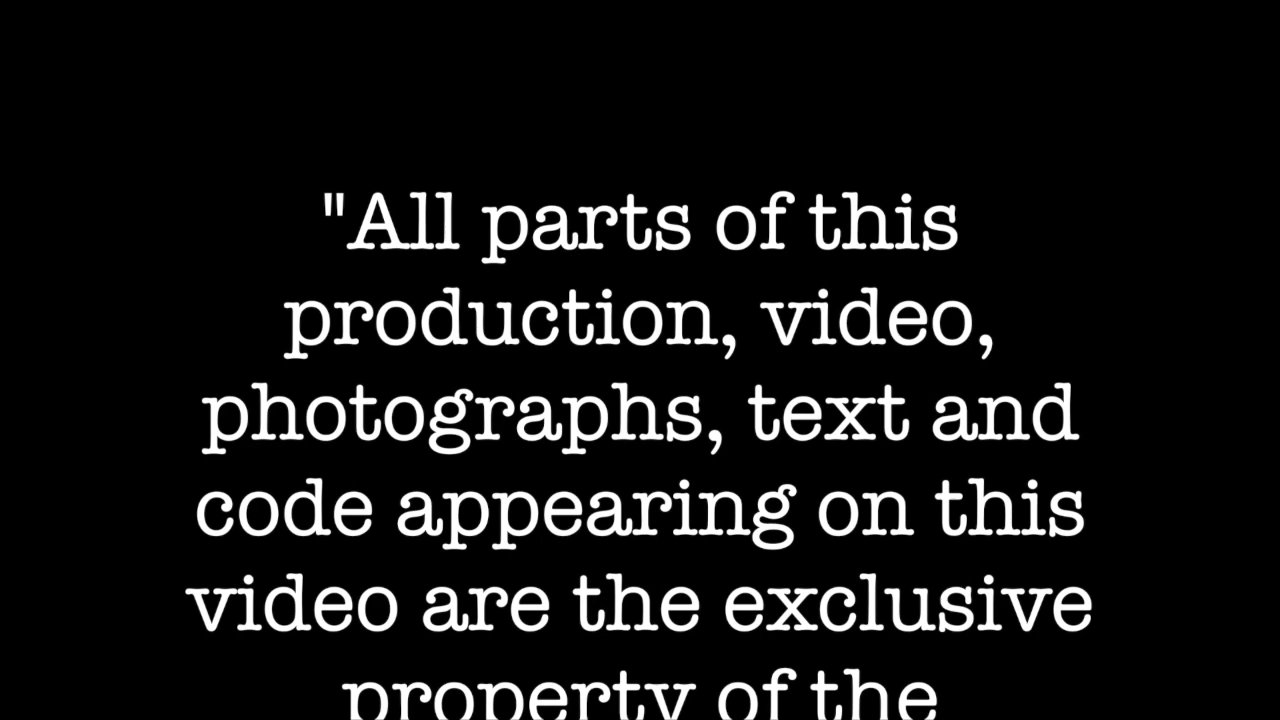 "All parts of this
production, video,
photographs, text and
code appearing on this
video are the exclusive
property of the